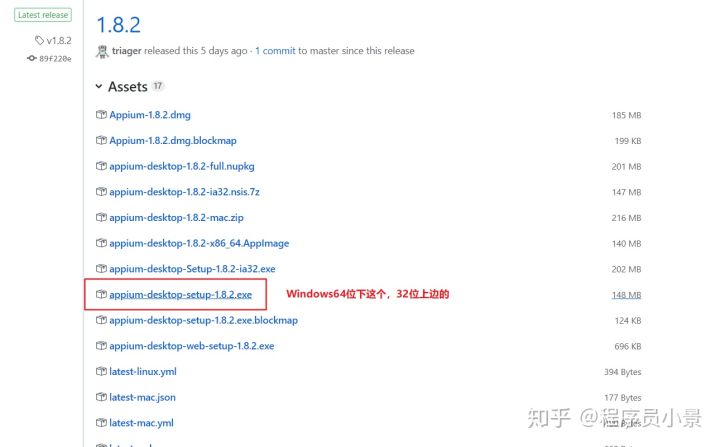 Latest release
v1.8.2
89f220e
1.8.2
triager released this 5 days ago · 1 commit to master since this release
Assets 17
Appium-1.8.2.dmg 185 MB
Appium-1.8.2.dmg.blockmap 199 KB
appium-desktop-1.8.2-full.nupkg 201 MB
appium-desktop-1.8.2-ia32.nsis.7z 147 MB
appium-desktop-1.8.2-mac.zip 216 MB
appium-desktop-1.8.2-x86_64.AppImage 140 MB
appium-desktop-Setup-1.8.2-ia32.exe 202 MB
appium-desktop-setup-1.8.2.exe Windows64位下这个，32位上边的 148 MB
appium-desktop-setup-1.8.2.exe.blockmap 124 KB
appium-desktop-web-setup-1.8.2.exe 696 KB
latest-linux.yml 394 Bytes
latest-mac.json 177 Bytes
latest-mac.yml Bytes
知乎 @程序员小景